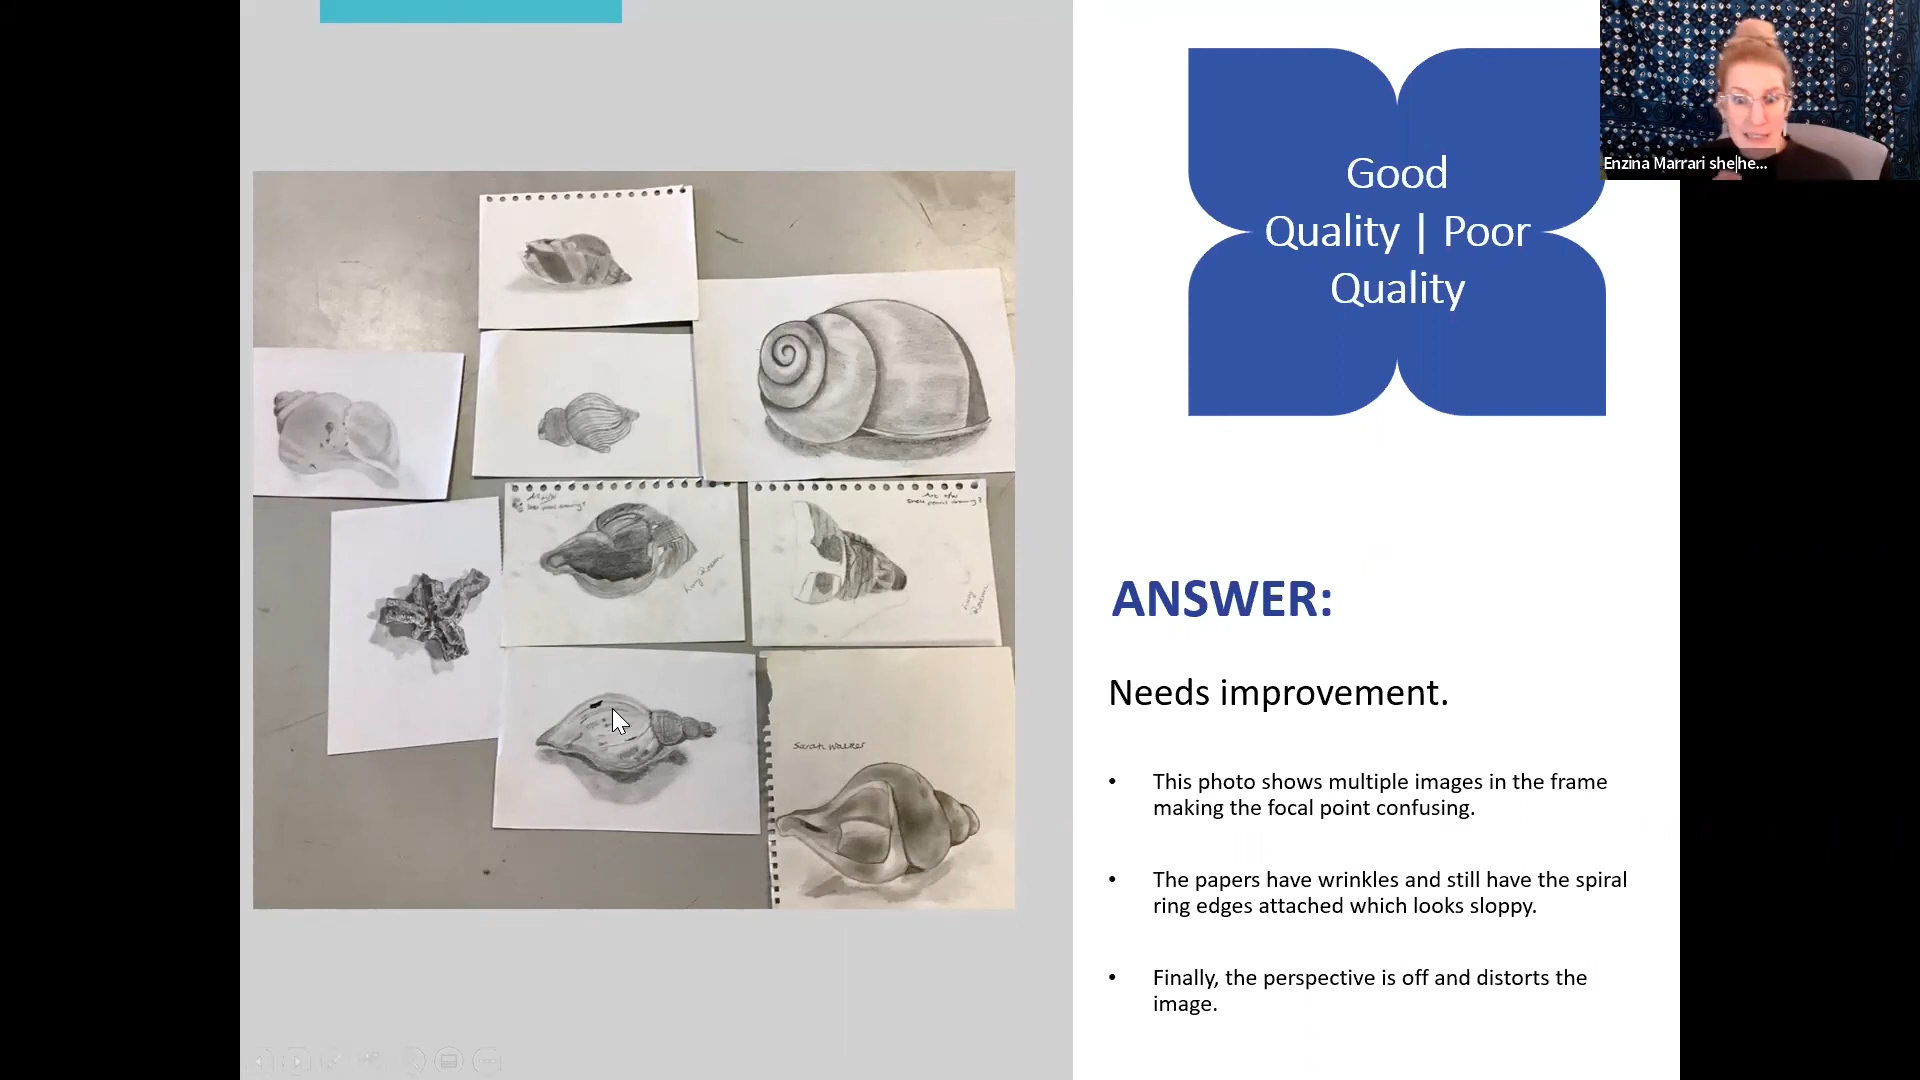 Good
Quality | Poor
Quality
Enzina Marrari she|he...
ANSWER:
Needs improvement.
• This photo shows multiple images in the frame
making the focal point confusing.
• The papers have wrinkles and still have the spiral
ring edges attached which looks sloppy.
• Finally, the perspective is off and distorts the
image.
Sarah Walker